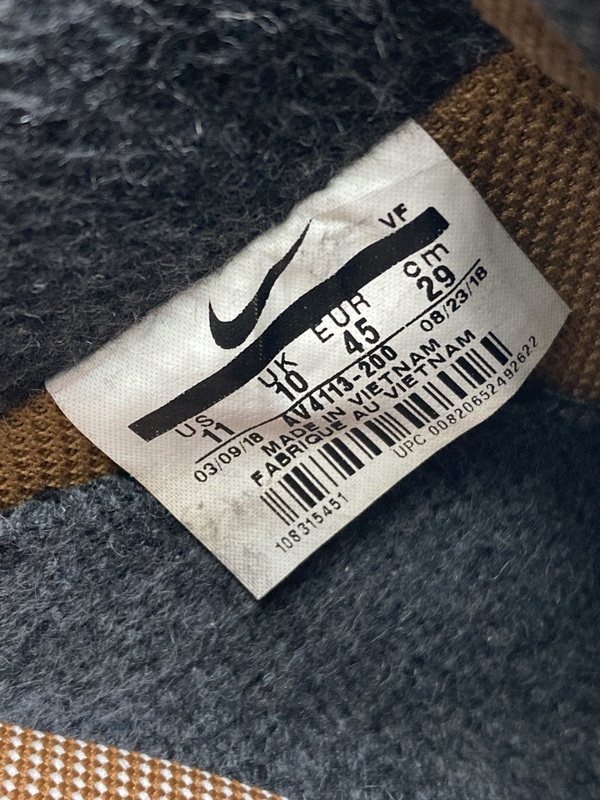 VF
US UK EUR cm
11 10 45 29
03/09/18 AV4113-200 08/23/18
MADE IN VIETNAM
FABRIQUE AU VIETNAM
UPC 00820652492622
108315451